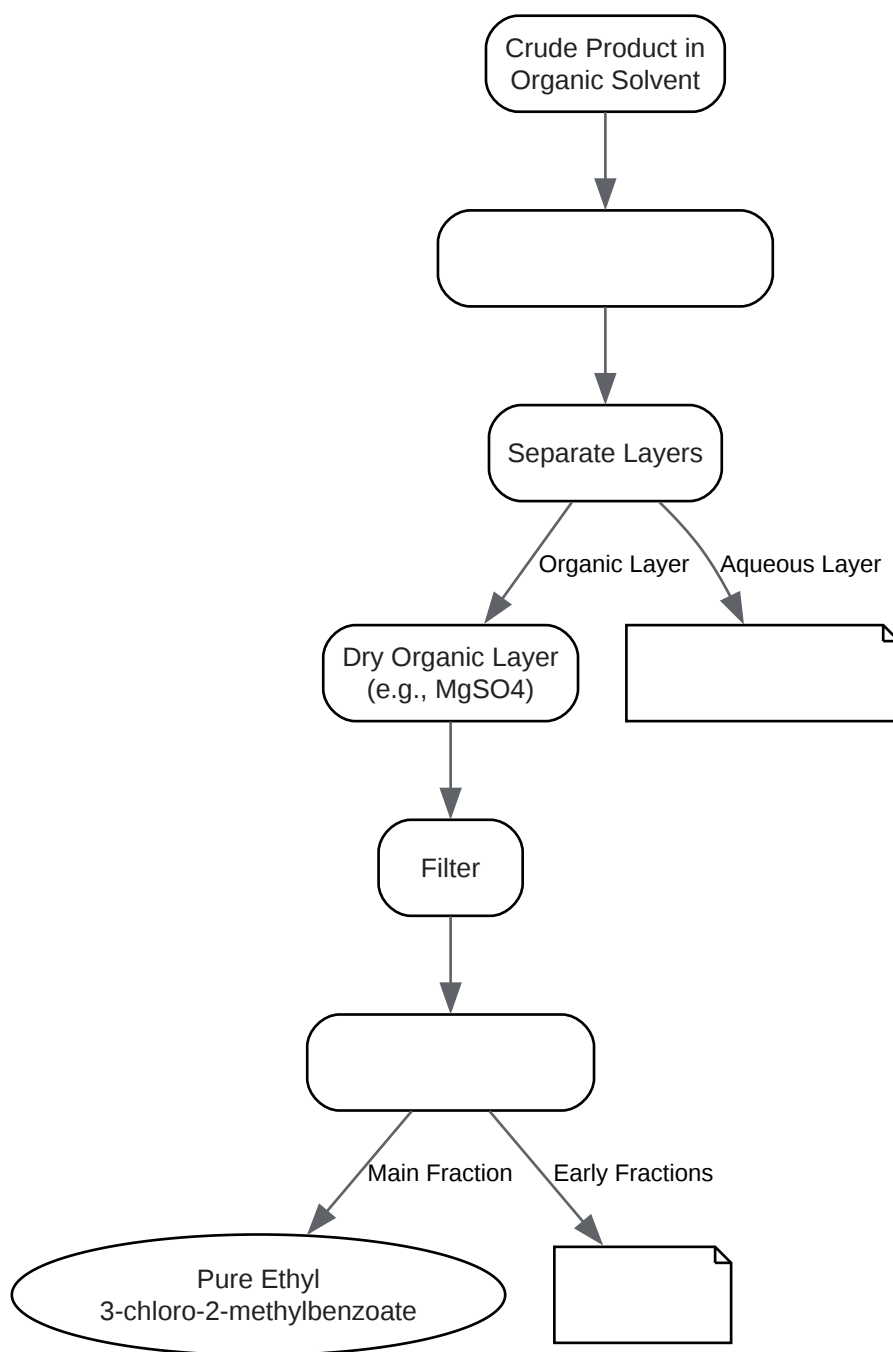 Crude Product in
Organic Solvent
Separate Layers
Organic Layer
Aqueous Layer
Dry Organic Layer
(e.g., MgSO4)
Filter
Main Fraction
Early Fractions
Pure Ethyl
3-chloro-2-methylbenzoate